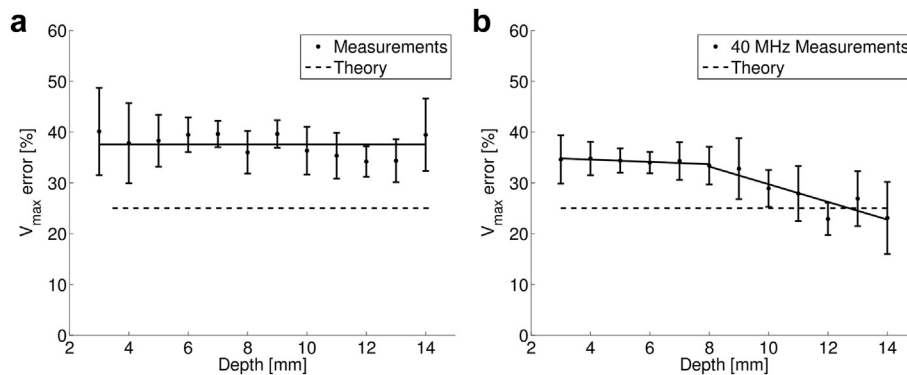 a
60
50
40
30
20
10
0
V_max error [%]
2 4 6 8 10 12 14
Depth [mm]
Measurements
Theory
b
60
50
40
30
20
10
0
V_max error [%]
2 4 6 8 10 12 14
Depth [mm]
40 MHz Measurements
Theory